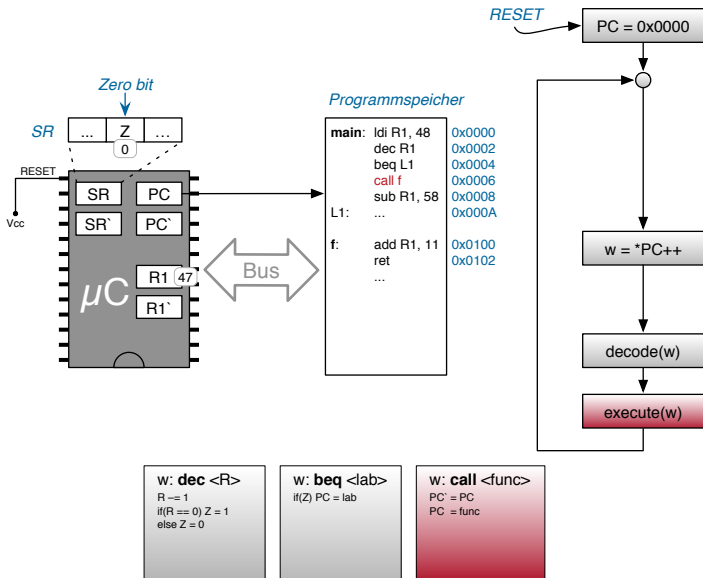 RESET
PC = 0x0000
Zero bit
Programmspeicher
SR
... Z ...
0
RESET
Vcc
SR PC
SR` PC`
R1 47
R1`
µC
Bus
main: ldi R1, 48 0x0000
dec R1 0x0002
beq L1 0x0004
call f 0x0006
sub R1, 58 0x0008
L1: ... 0x000A
f: add R1, 11 0x0100
ret 0x0102
...
w = *PC++
decode(w)
execute(w)
w: dec <R>
R −= 1
if(R == 0) Z = 1
else Z = 0
w: beq <lab>
if(Z) PC = lab
w: call <func>
PC` = PC
PC = func